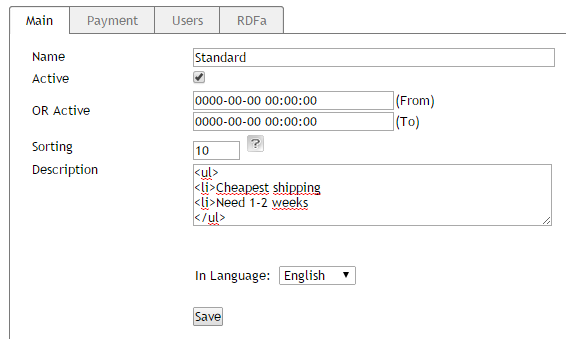 Main Payment Users RDFa
Name Standard
Active
OR Active
0000-00-00 00:00:00 (From)
0000-00-00 00:00:00 (To)
Sorting 10 ?
Description
<ul>
<li>Cheapest shipping
<li>Need 1-2 weeks
</ul>
In Language: English
Save